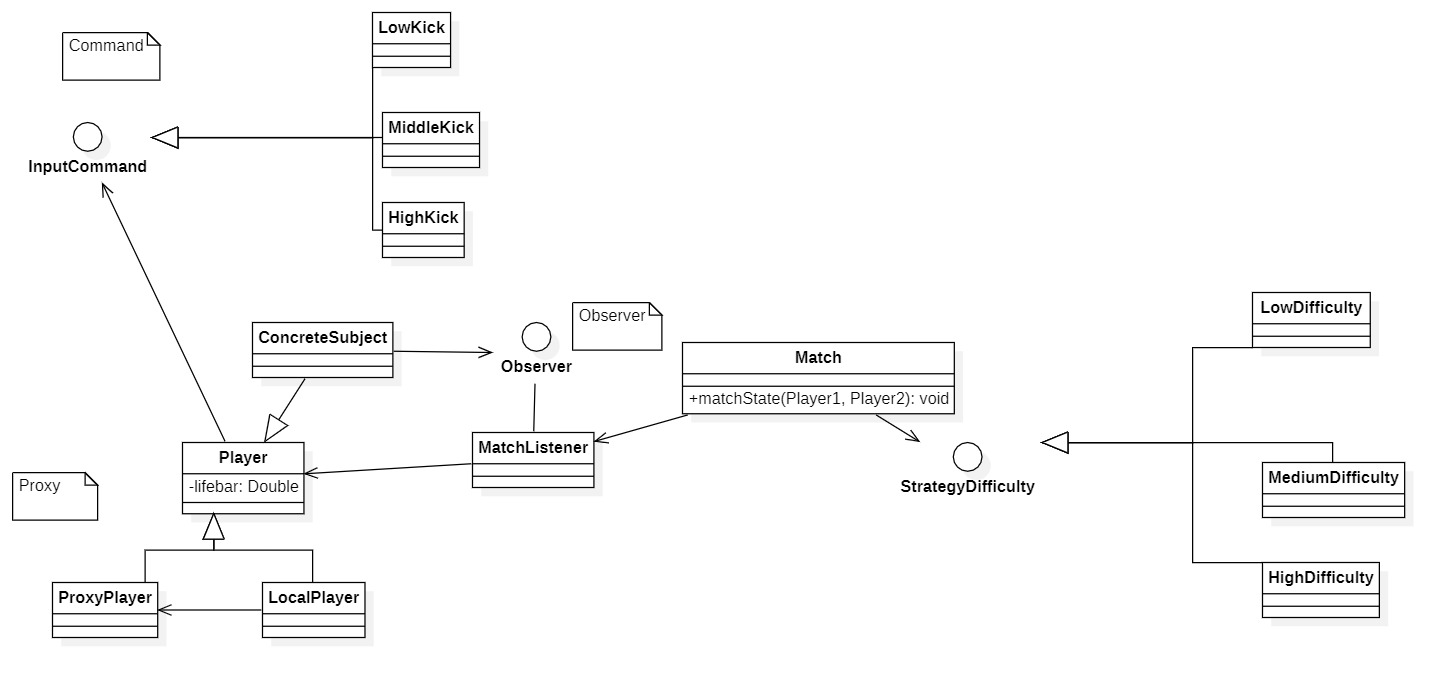 LowKick
Command
MiddleKick
InputCommand
HighKick
LowDifficulty
Observer
ConcreteSubject
Observer
Match
+matchState(Player1, Player2): void
MatchListener
Player
-lifebar: Double
StrategyDifficulty
MediumDifficulty
Proxy
HighDifficulty
ProxyPlayer
LocalPlayer